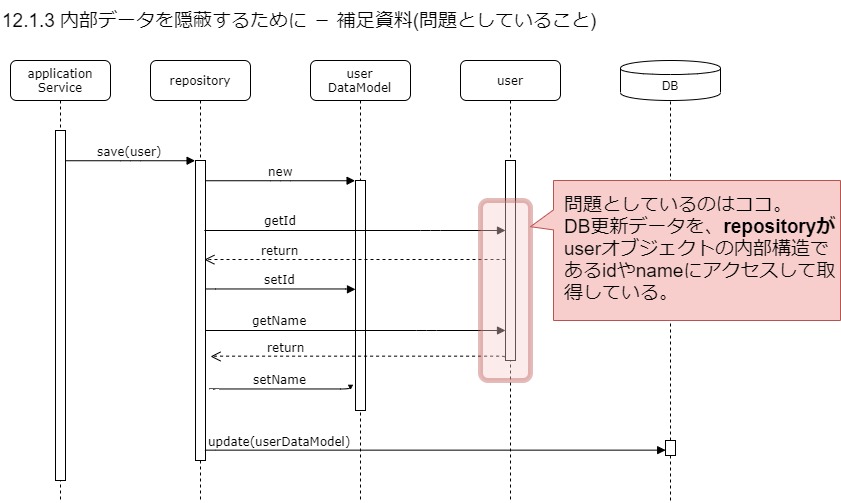 12.1.3 内部データを隠蔽するために － 補足資料(問題としていること)
application
Service
repository
user
DataModel
user
DB
save(user)
new
getId
return
setId
getName
return
setName
update(userDataModel)
問題としているのはココ。
DB更新データを、repositoryが
userオブジェクトの内部構造で
あるidやnameにアクセスして取
得している。